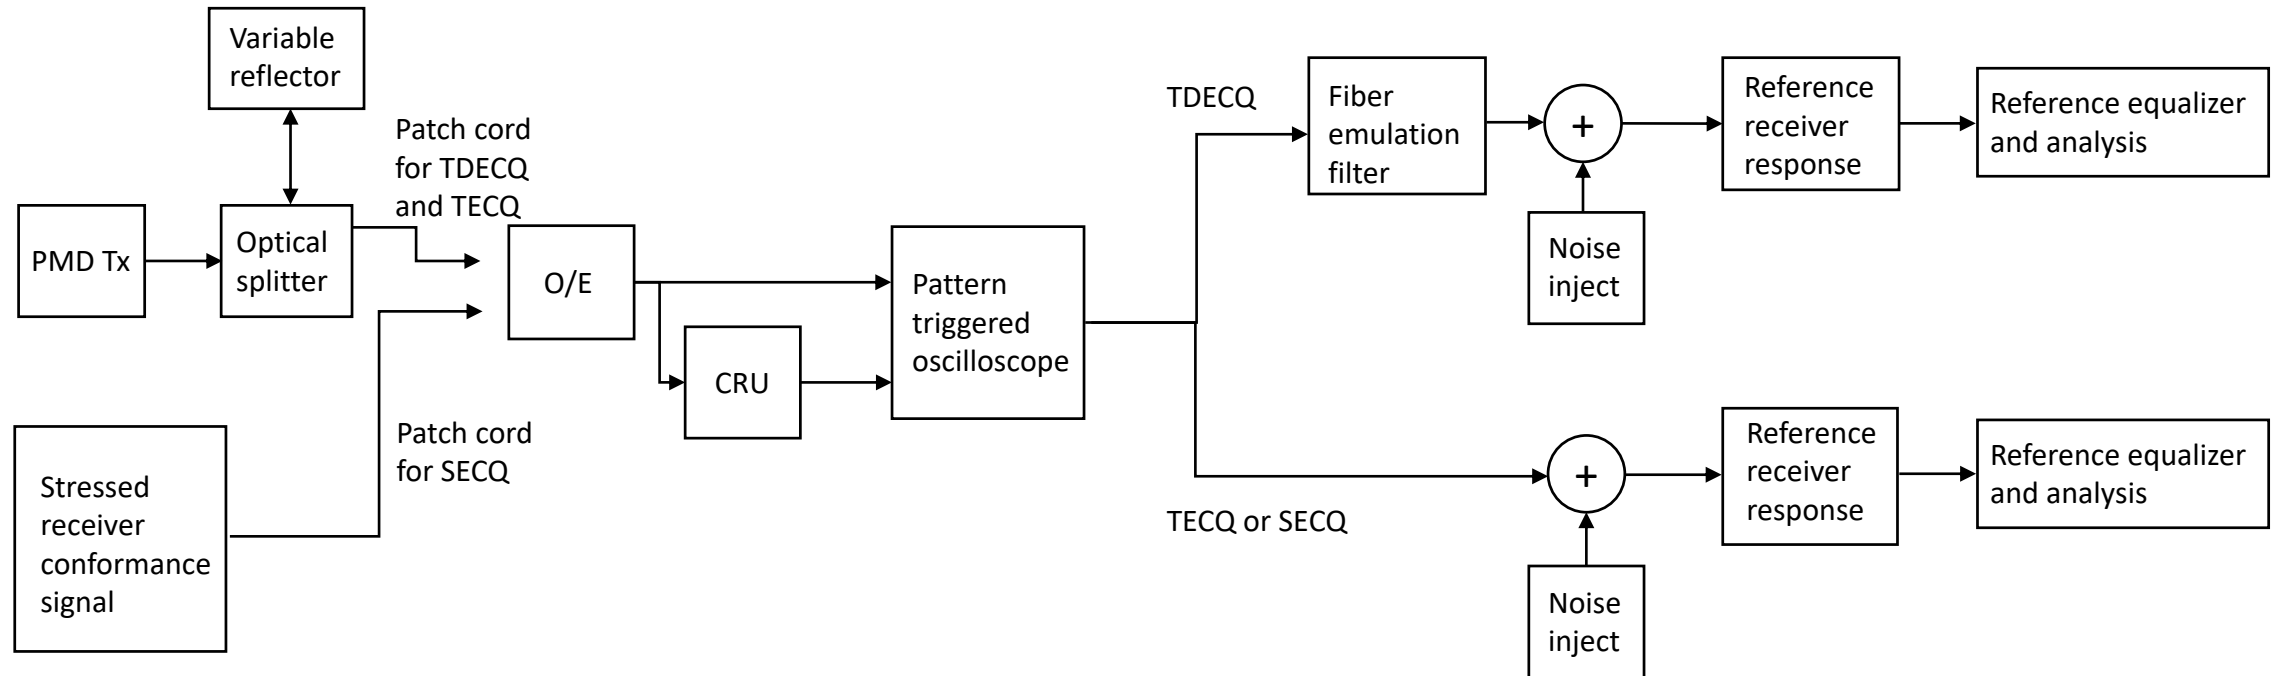 Variable
reflector
Patch cord
for TDECQ
and TECQ
PMD Tx
Optical
splitter
O/E
CRU
Pattern
triggered
oscilloscope
Patch cord
for SECQ
Stressed
receiver
conformance
signal
TDECQ
Fiber
emulation
filter
+
Noise
inject
Reference
receiver
response
Reference equalizer
and analysis
TECQ or SECQ
+
Noise
inject
Reference
receiver
response
Reference equalizer
and analysis